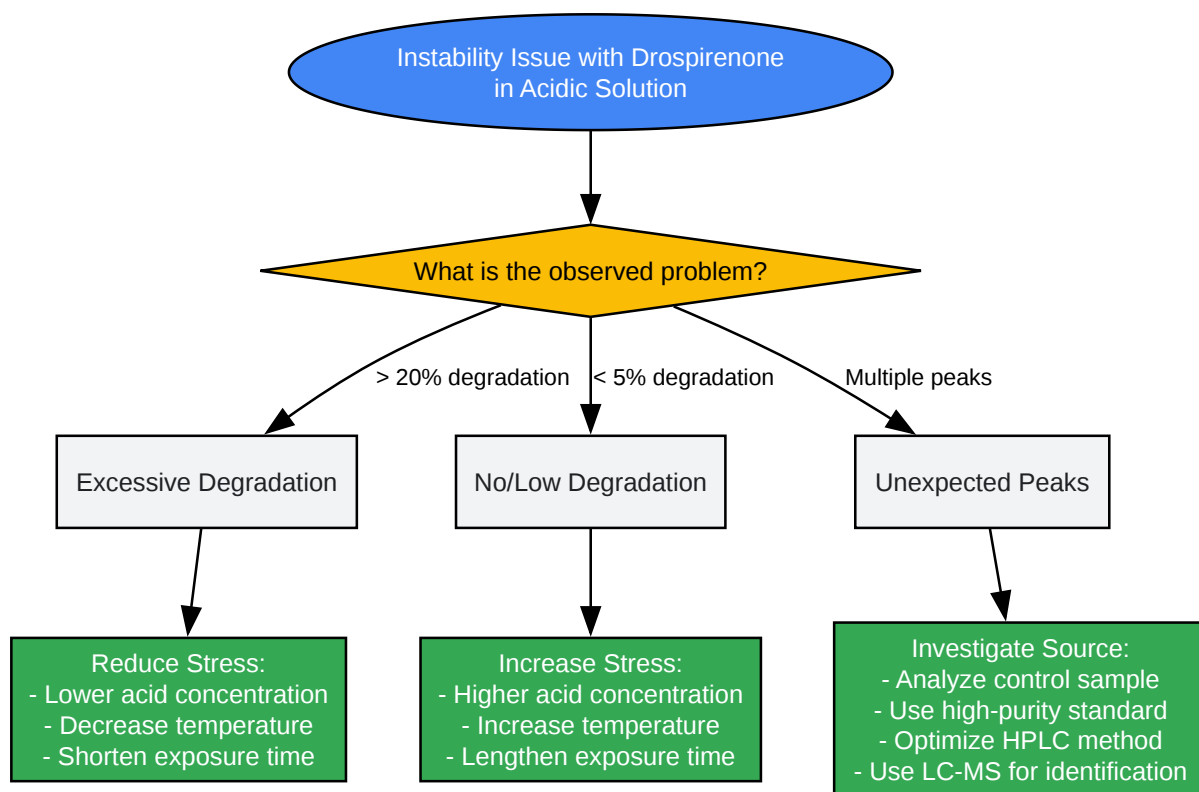 Instability Issue with Drospirenone
in Acidic Solution
What is the observed problem?
> 20% degradation
< 5% degradation
Multiple peaks
Excessive Degradation
No/Low Degradation
Unexpected Peaks
Reduce Stress:
- Lower acid concentration
- Decrease temperature
- Shorten exposure time
Increase Stress:
- Higher acid concentration
- Increase temperature
- Lengthen exposure time
Investigate Source:
- Analyze control sample
- Use high-purity standard
- Optimize HPLC method
- Use LC-MS for identification